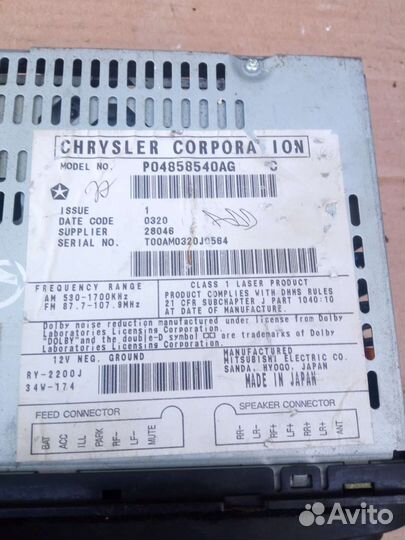 CHRYSLER CORPORATION
MODEL NO. P04858540AG C
ISSUE 1
DATE CODE 0320
SUPPLIER 28046
SERIAL NO. T00AM0320J0564
FREQUENCY RANGE
AM 530-1700KHz
FM 87.7-107.9MHz
CLASS 1 LASER PRODUCT
PRODUCT COMPLIES WITH DHHS RULES
21 CFR SUBCHAPTER J PART 1040:10
AT DATE OF MANUFACTURE.
Dolby noise reduction manufactured under license from Dolby
Laboratories Licensing Corporation.
"DOLBY" and the double-D symbol are trademarks of Dolby
Laboratories Licensing Corporation.
12V NEG. GROUND
RY-2200J
34W-174
MANUFACTURED
MITSUBISHI ELECTRIC CO.
SANDA, HYOGO, JAPAN
MADE IN JAPAN
FEED CONNECTOR
SPEAKER CONNECTOR
BAT ACC ILL PARK RF- LF- MUTE
RR- LR- RF+ LF+ RR+ LR+ ANT
Avito